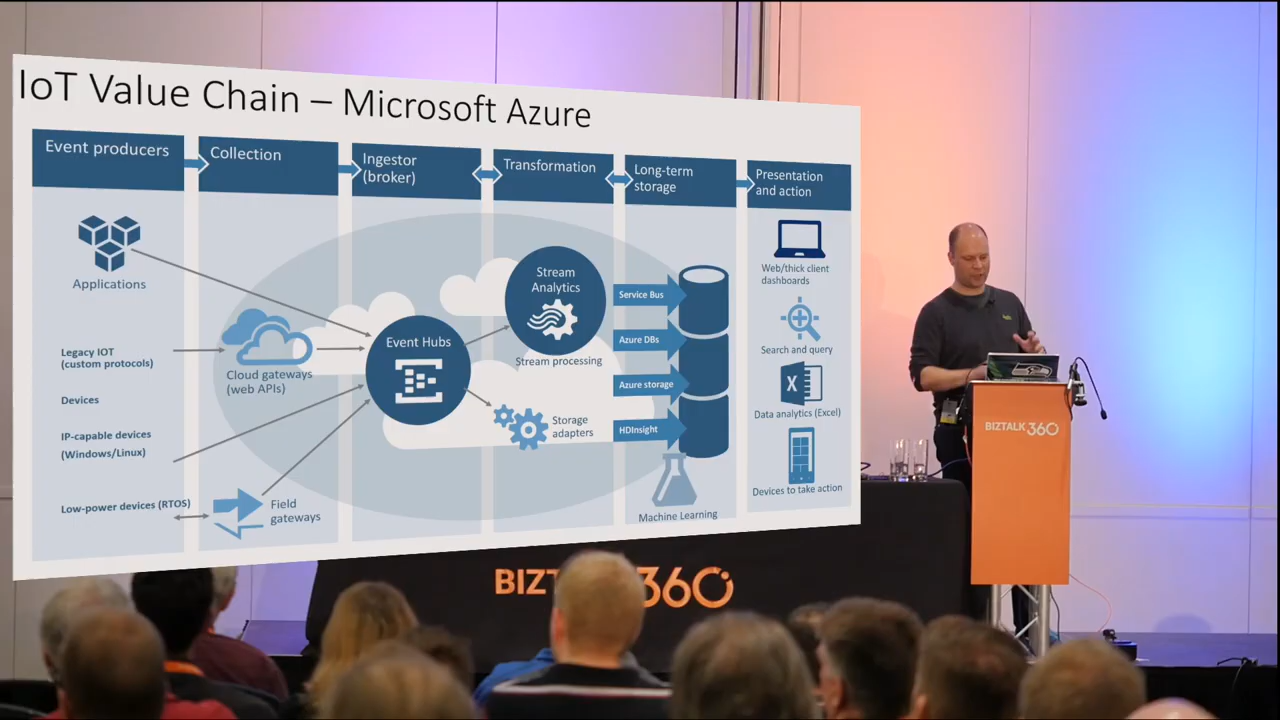 IoT Value Chain – Microsoft Azure
Event producers
Collection
Ingestor
(broker)
Transformation
Long-term
storage
Presentation
and action
Applications
Legacy IOT
(custom protocols)
Devices
IP-capable devices
(Windows/Linux)
Low-power devices (RTOS)
Cloud gateways
(web APIs)
Field
gateways
Event Hubs
Stream
Analytics
Stream processing
Storage
adapters
Service Bus
Azure DBs
Azure storage
HDInsight
Machine Learning
Web/thick client
dashboards
Search and query
X
Data analytics (Excel)
Devices to take action
BIZTALK360
BIZTALK360